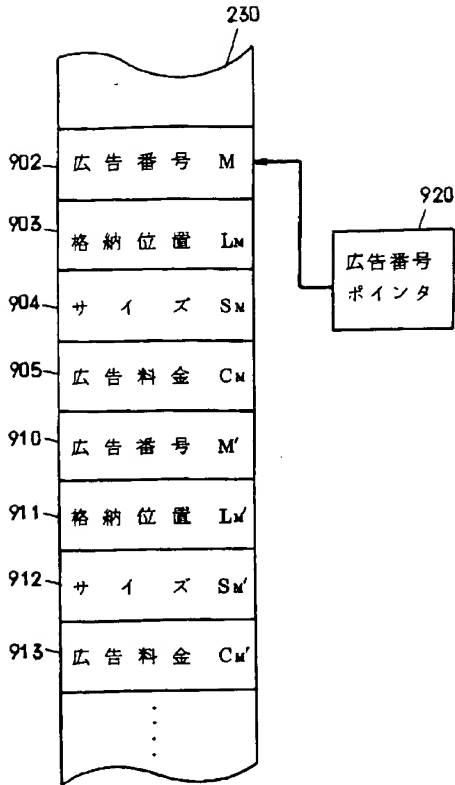 230
902 広告番号 M
903 格納位置 LM
904 サイズ SM
905 広告料金 CM
910 広告番号 M'
911 格納位置 LM'
912 サイズ SM'
913 広告料金 CM'
920
広告番号
ポインタ